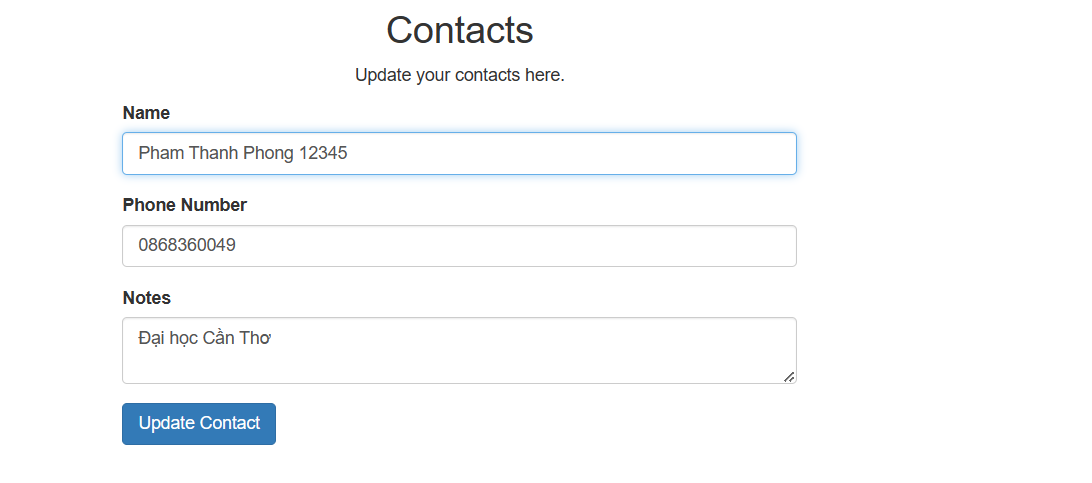 Contacts
Update your contacts here.
Name
Pham Thanh Phong 12345
Phone Number
0868360049
Notes
Đại học Cần Thơ
Update Contact